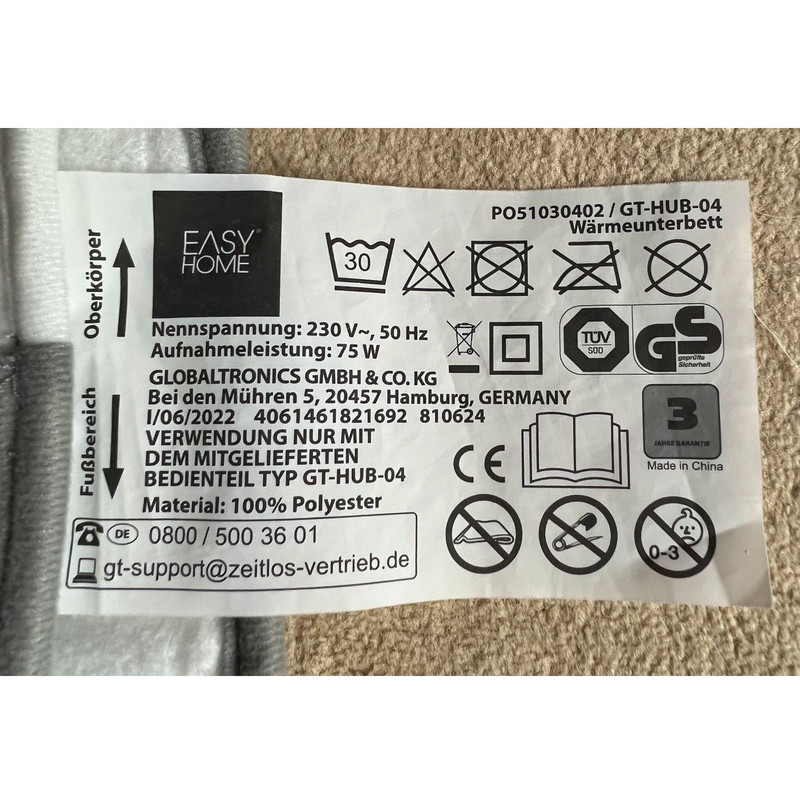 EASY
HOME
PO51030402 / GT-HUB-04
Wärmeunterbett
30
Oberkörper
Fußbereich
Nennspannung: 230 V~, 50 Hz
Aufnahmeleistung: 75 W
GLOBALTRONICS GMBH & CO. KG
Bei den Mühren 5, 20457 Hamburg, GERMANY
I/06/2022 4061461821692 810624
VERWENDUNG NUR MIT
DEM MITGELIEFERTEN
BEDIENTEIL TYP GT-HUB-04
Material: 100% Polyester
DE 0800 / 500 36 01
gt-support@zeitlos-vertrieb.de
TÜV
SÜD
GS
geprüfte
Sicherheit
3
JAHRE GARANTIE
Made in China
CE
0-3